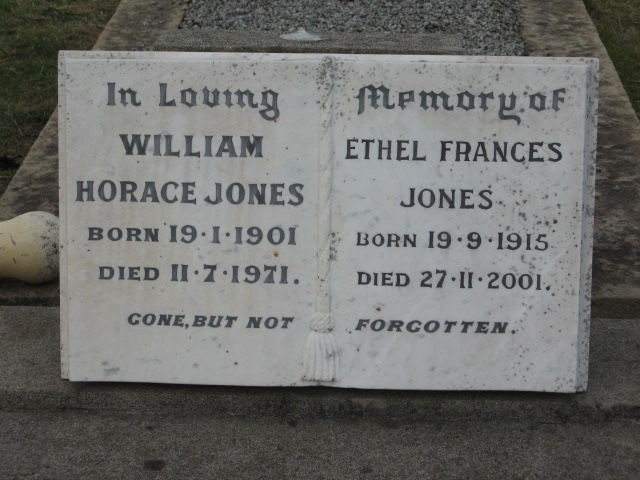 In Loving
WILLIAM
HORACE JONES
BORN 19·1·1901
DIED 11·7·1971.
GONE, BUT NOT
Memory of
ETHEL FRANCES
JONES
BORN 19·9·1915
DIED 27·11·2001.
FORGOTTEN.